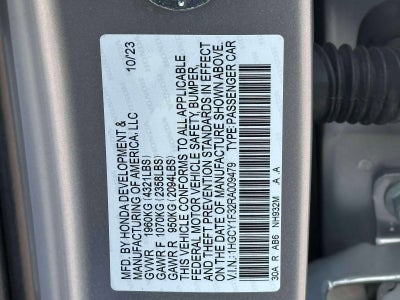 MFD. BY HONDA DEVELOPMENT & 10/23
MANUFACTURING OF AMERICA, LLC
GVWR 1960KG(4321LBS)
GAWR F 1070KG(2358LBS)
GAWR R 950KG(2094LBS)
THIS VEHICLE CONFORMS TO ALL APPLICABLE
FEDERAL MOTOR VEHICLE SAFETY, BUMPER,
AND THEFT PREVENTION STANDARDS IN EFFECT
ON THE DATE OF MANUFACTURE SHOWN ABOVE.
V.I.N.:1HGCY1F32RA009479 TYPE:PASSENGER CAR
30A R AB6 NH932M A A